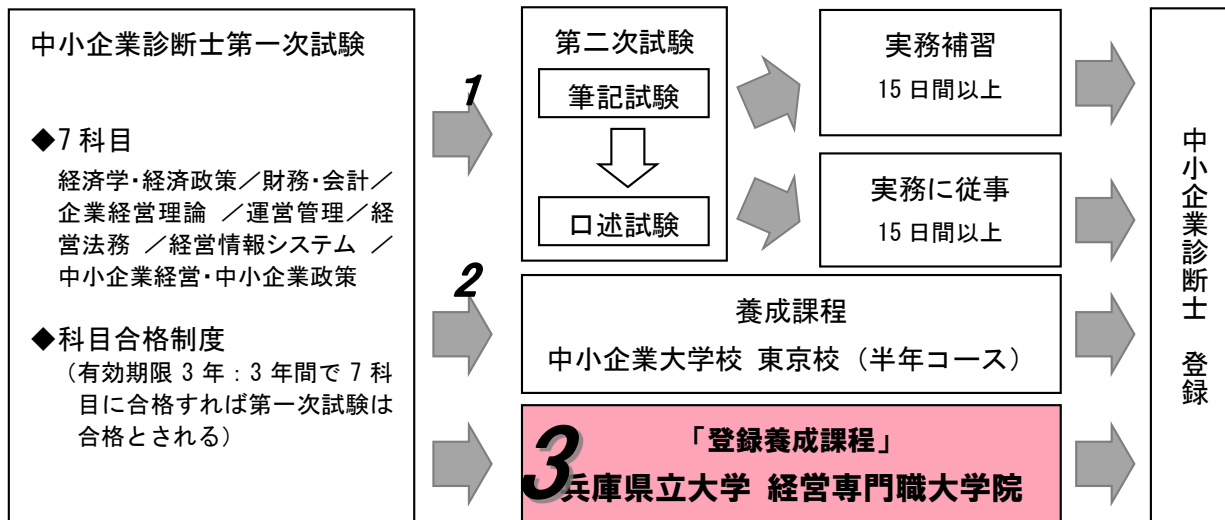 中小企業診断士第一次試験
◆7科目
経済学・経済政策／財務・会計／
企業経営理論 ／運営管理／経
営法務 ／経営情報システム ／
中小企業経営・中小企業政策
◆科目合格制度
（有効期限3年：3年間で7科
目に合格すれば第一次試験は
合格とされる）
1
第二次試験
筆記試験
口述試験
実務補習
15日間以上
実務に従事
15日間以上
2
養成課程
中小企業大学校 東京校（半年コース）
3
「登録養成課程」
兵庫県立大学 経営専門職大学院
中小企業診断士 登録